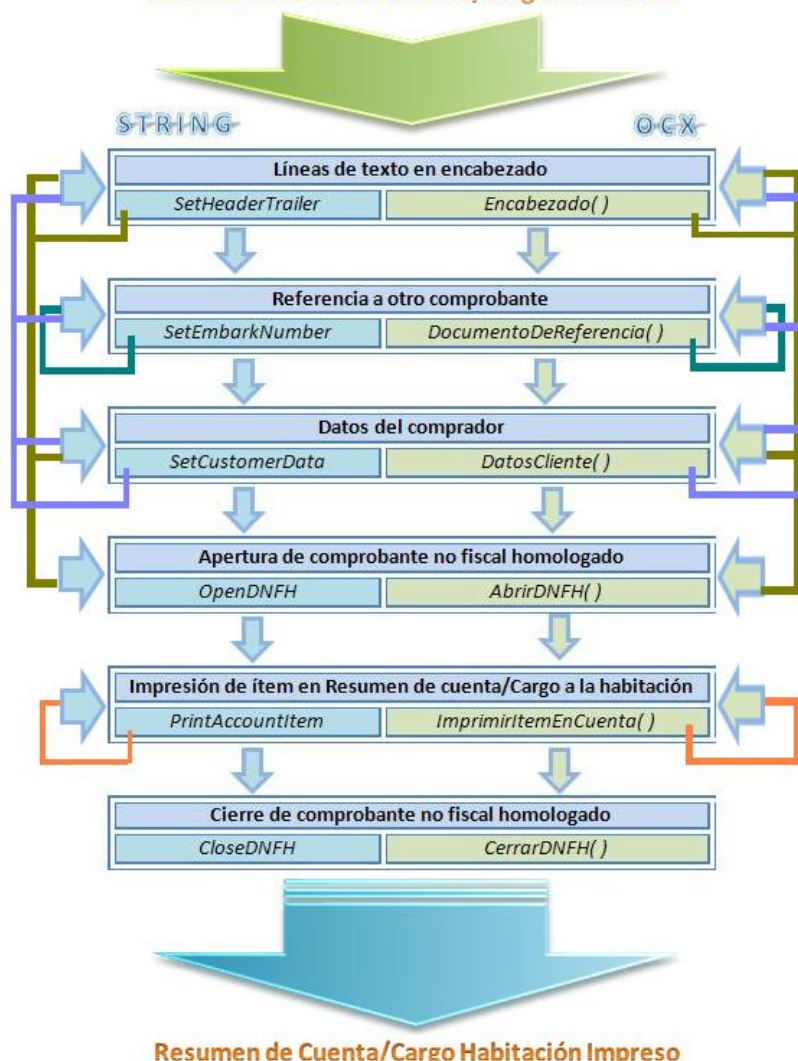 STRING OCX
Líneas de texto en encabezado
SetHeaderTrailer Encabezado( )
Referencia a otro comprobante
SetEmbarkNumber DocumentoDeReferencia( )
Datos del comprador
SetCustomerData DatosCliente( )
Apertura de comprobante no fiscal homologado
OpenDNFH AbrirDNFH( )
Impresión de ítem en Resumen de cuenta/Cargo a la habitación
PrintAccountItem ImprimirItemEnCuenta( )
Cierre de comprobante no fiscal homologado
CloseDNFH CerrarDNFH( )
Resumen de Cuenta/Cargo Habitación Impreso